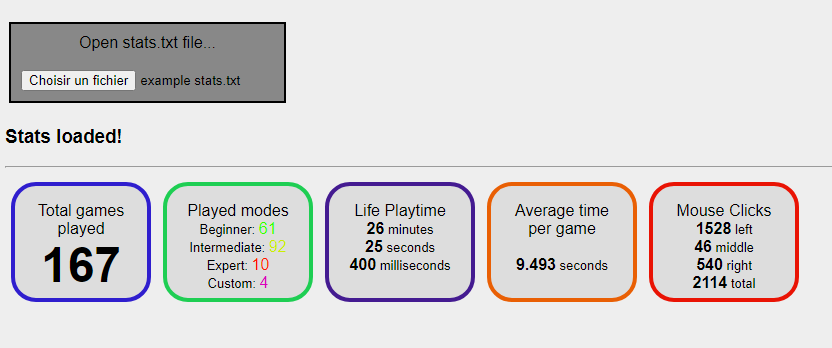 Open stats.txt file...
Choisir un fichier example stats.txt
Stats loaded!
Total games
played
167
Played modes
Beginner: 61
Intermediate: 92
Expert: 10
Custom: 4
Life Playtime
26 minutes
25 seconds
400 milliseconds
Average time
per game
9.493 seconds
Mouse Clicks
1528 left
46 middle
540 right
2114 total